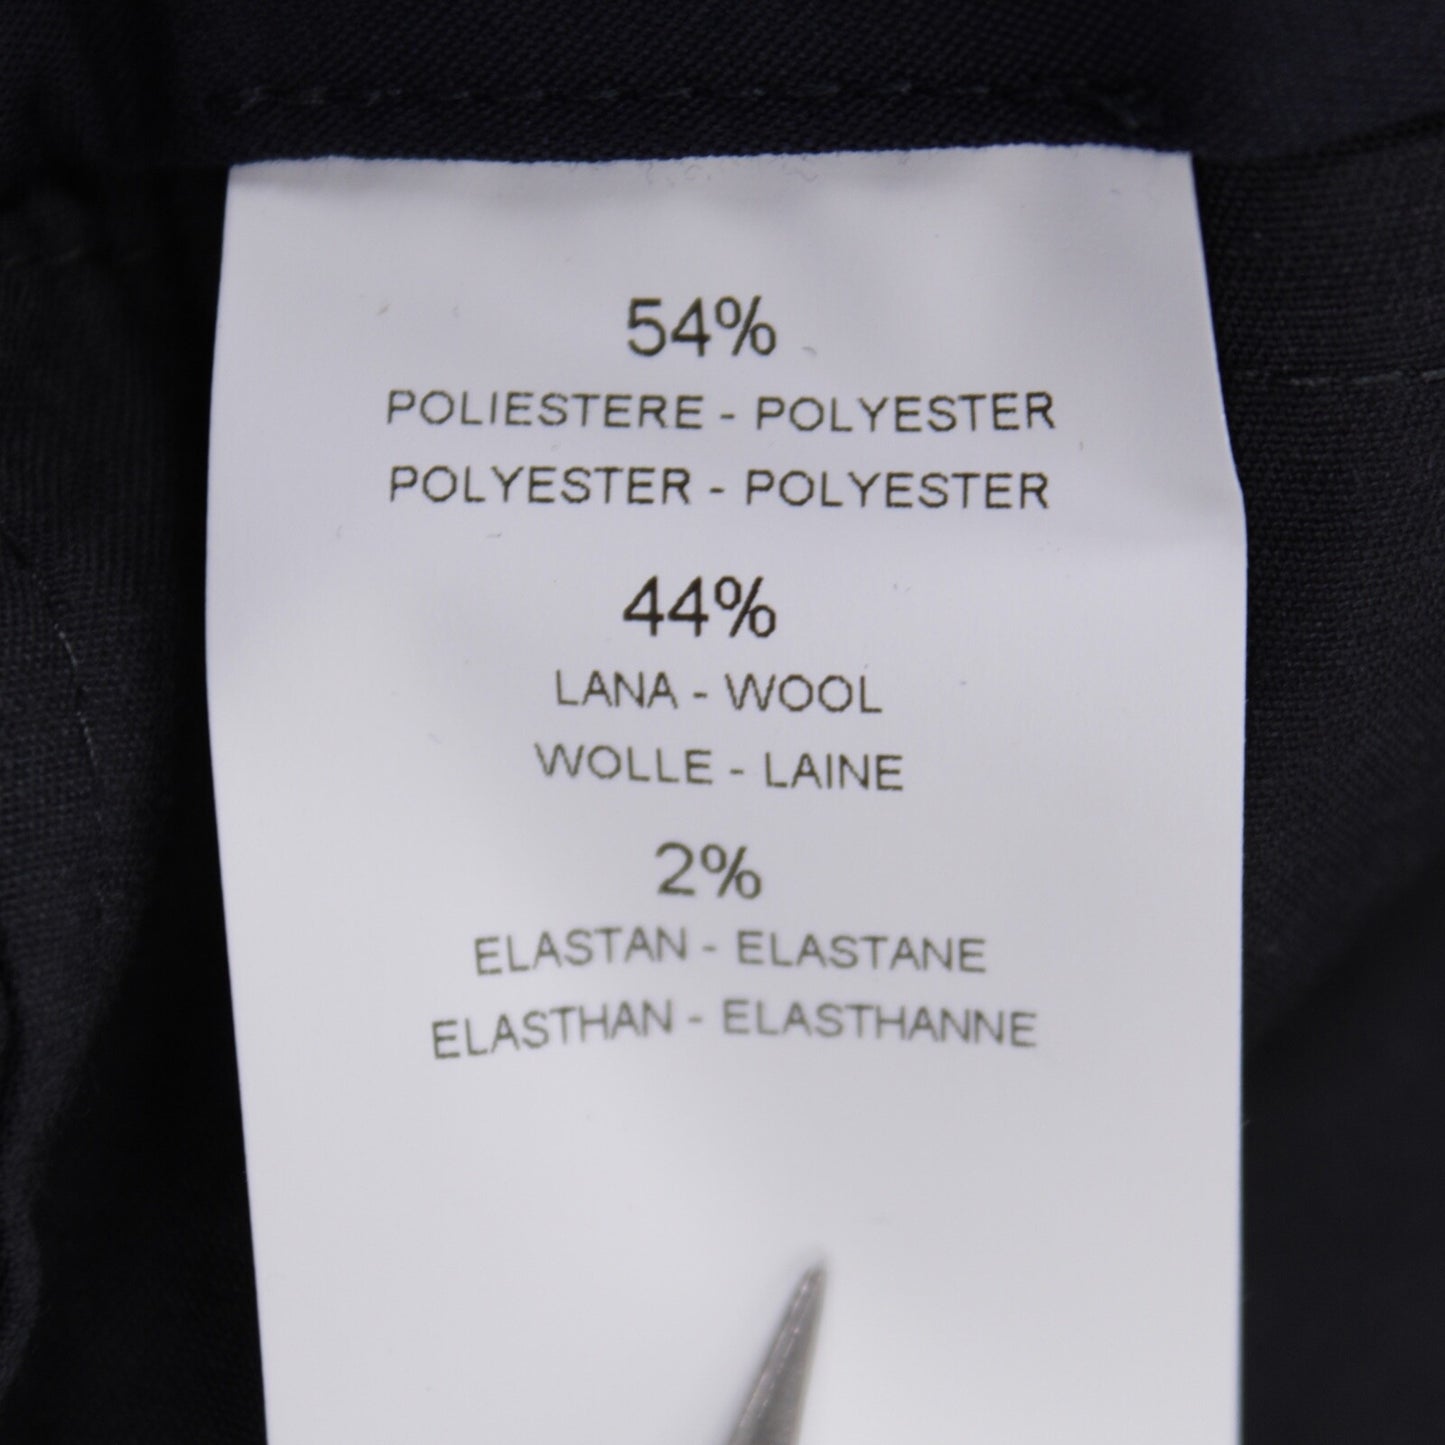 54%
POLIESTERE - POLYESTER
POLYESTER - POLYESTER
44%
LANA - WOOL
WOLLE - LAINE
2%
ELASTAN - ELASTANE
ELASTHAN - ELASTHANNE